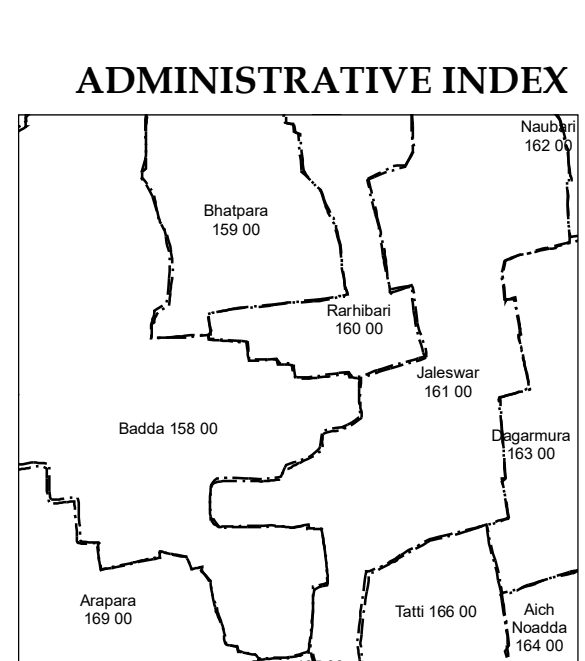 ADMINISTRATIVE INDEX
Naubari
162 00
Bhatpara
159 00
Rarhibari
160 00
Jaleswar
161 00
Badda 158 00
Dagarmura
163 00
Arapara
169 00
Tatti 166 00
Aich
Noadda
164 00